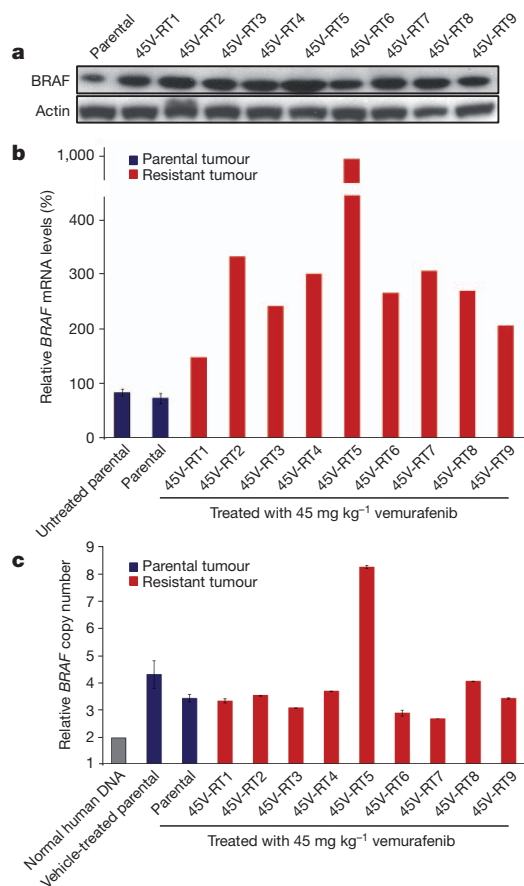 a
Parental 45V-RT1 45V-RT2 45V-RT3 45V-RT4 45V-RT5 45V-RT6 45V-RT7 45V-RT8 45V-RT9
BRAF
Actin
b
Parental tumour
Resistant tumour
Relative BRAF mRNA levels (%)
1,000
400
300
200
100
0
Untreated parental Parental 45V-RT1 45V-RT2 45V-RT3 45V-RT4 45V-RT5 45V-RT6 45V-RT7 45V-RT8 45V-RT9
Treated with 45 mg kg⁻¹ vemurafenib
c
Parental tumour
Resistant tumour
Relative BRAF copy number
9
8
7
6
5
4
3
2
1
Normal human DNA Vehicle-treated parental Parental 45V-RT1 45V-RT2 45V-RT3 45V-RT4 45V-RT5 45V-RT6 45V-RT7 45V-RT8 45V-RT9
Treated with 45 mg kg⁻¹ vemurafenib